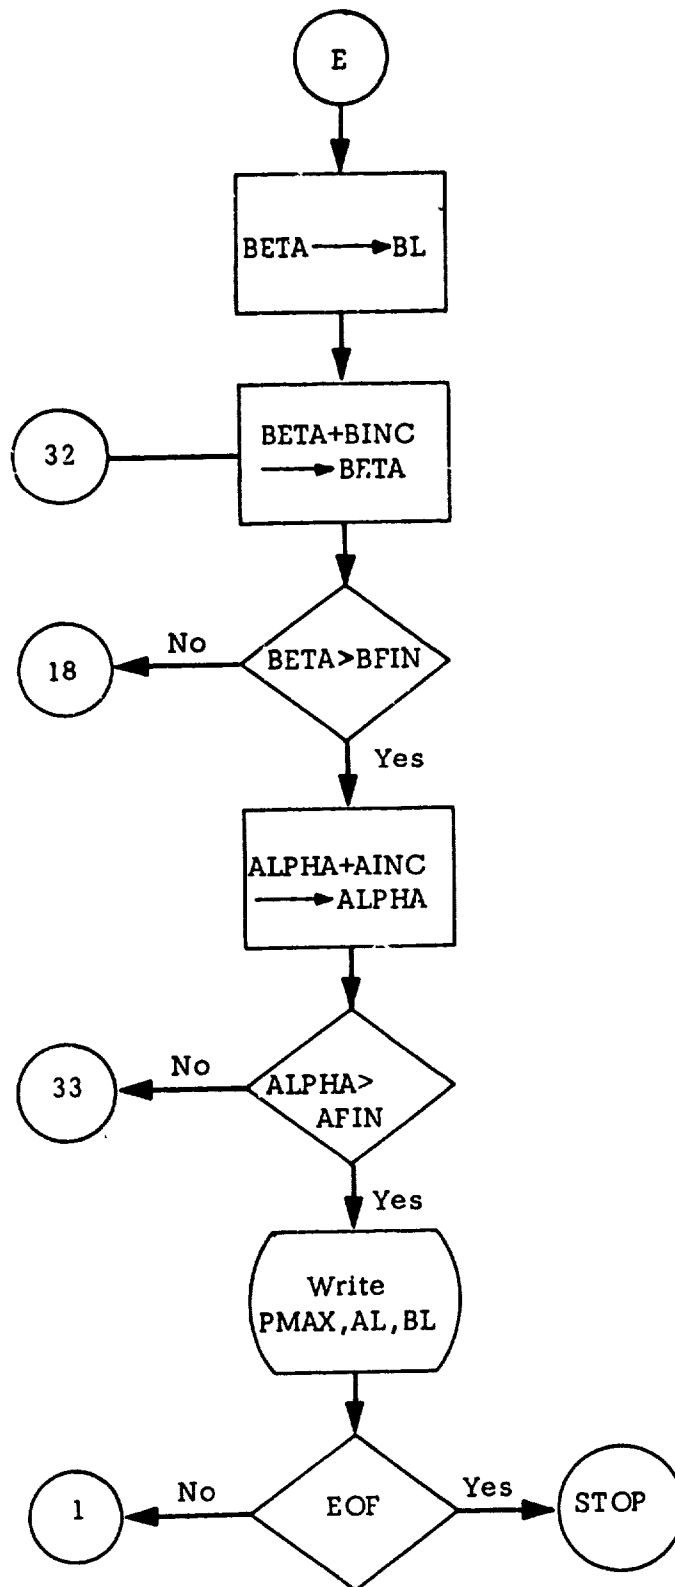 E
BETA → BL
BETA+BINC
→ BETA
32
BETA>BFIN
No
18
Yes
ALPHA+AINC
→ ALPHA
ALPHA>
AFIN
No
33
Yes
Write
PMAX,AL,BL
EOF
No
1
Yes
STOP